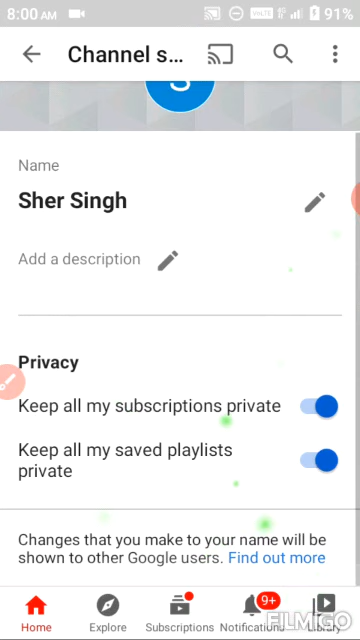 8:00 AM
VoLTE
91%
Channel s...
S
Name
Sher Singh
Add a description
Privacy
Keep all my subscriptions private
Keep all my saved playlists
private
Changes that you make to your name will be
shown to other Google users. Find out more
9+
Home
Explore
Subscriptions
Notifications
Library
FILMIGO